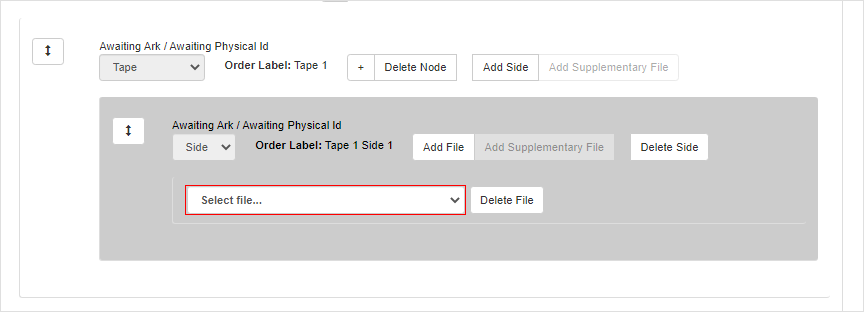 Awaiting Ark / Awaiting Physical Id
Tape Order Label: Tape 1 + Delete Node Add Side Add Supplementary File
Awaiting Ark / Awaiting Physical Id
Side Order Label: Tape 1 Side 1 Add File Add Supplementary File Delete Side
Select file... Delete File